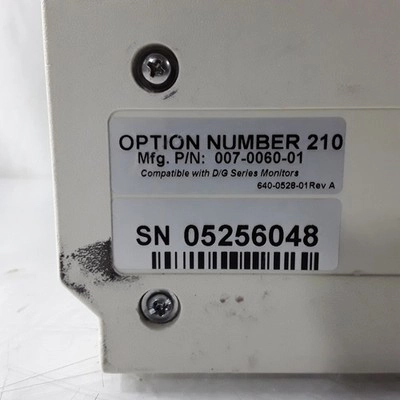 OPTION NUMBER 210
Mfg. P/N: 007-0060-01
Compatible with D/G Series Monitors
640-0528-01Rev A
SN 05256048